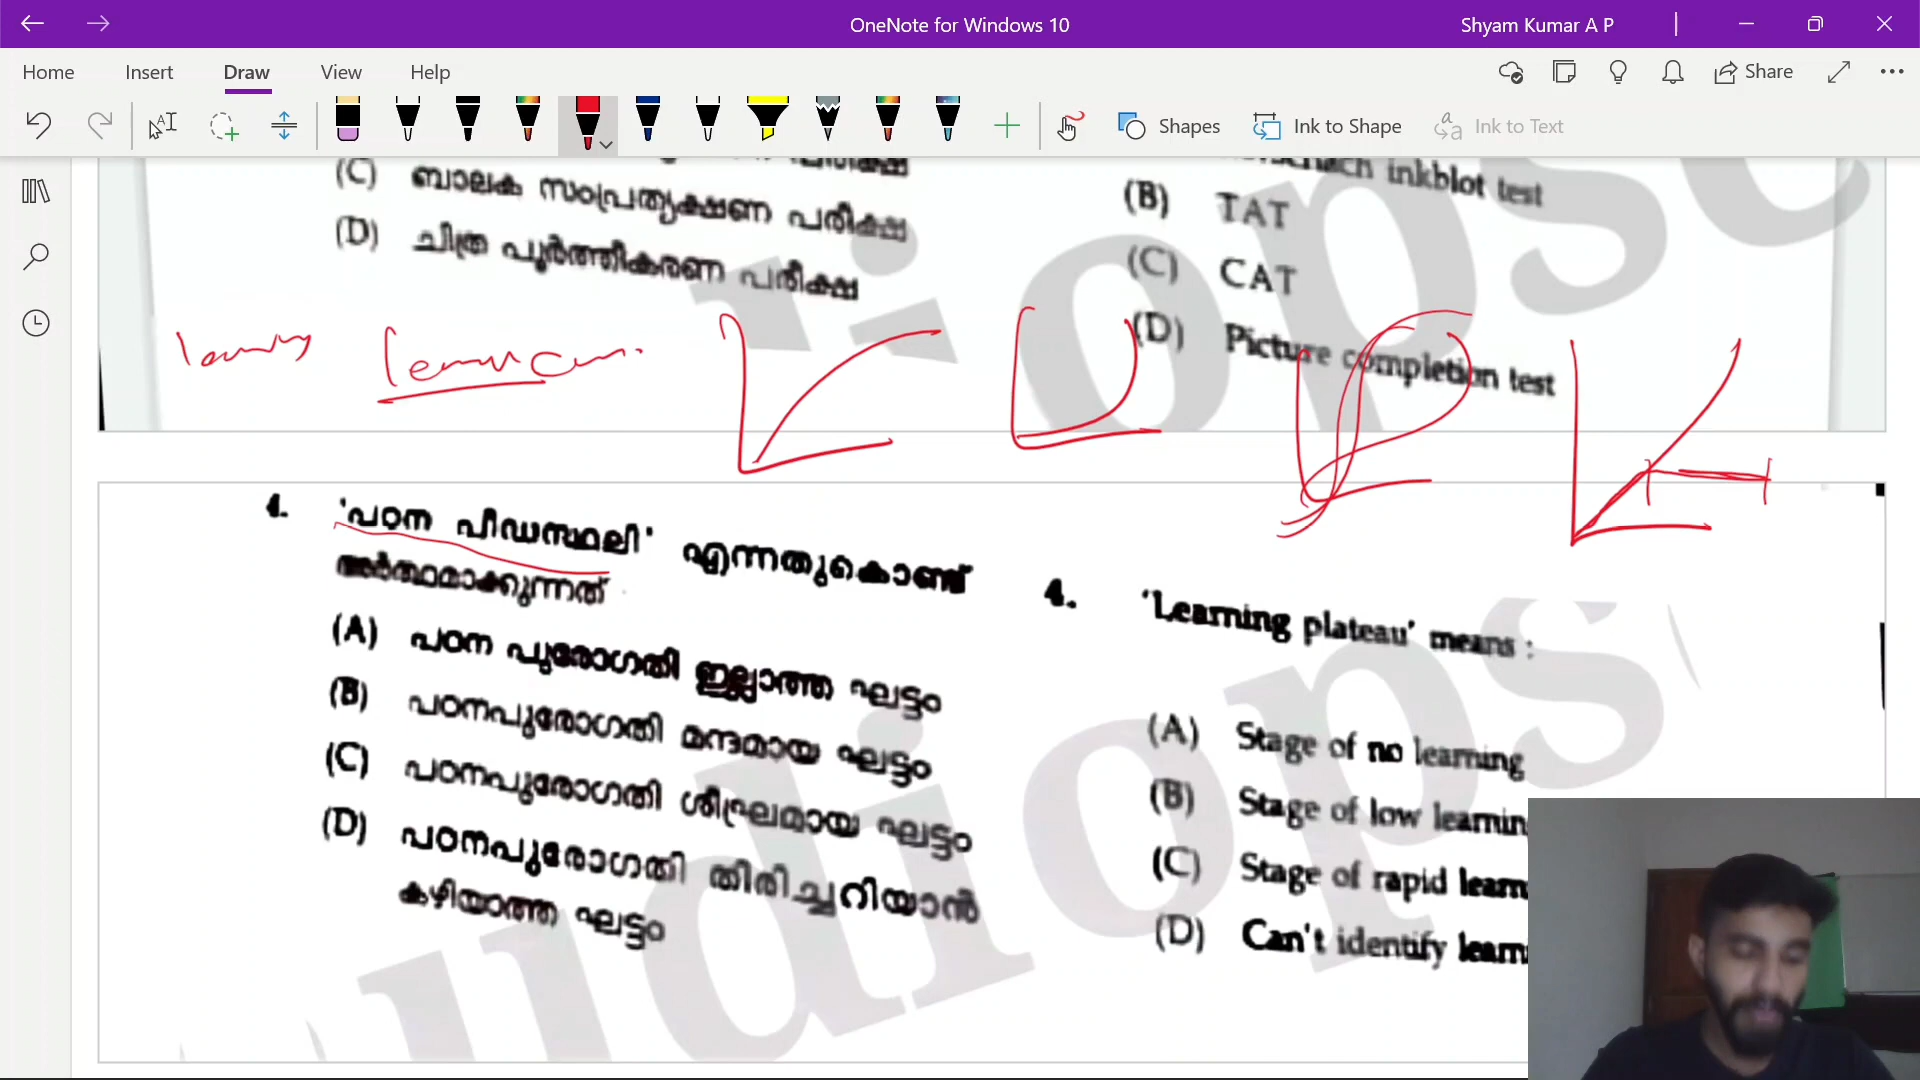 OneNote for Windows 10
Shyam Kumar A P
Home Insert Draw View Help
Share
Shapes
Ink to Shape
Ink to Text
(C) ബാലക സംപ്രത്യക്ഷണ പരീക്ഷ
(D) ചിത്ര പൂർത്തീകരണ പരീക്ഷ
inkblot test
(B) TAT
(C) CAT
(D) Picture completion test
4. 'പഠന പീഡസ്ഥലി' എന്നതുകൊണ്ട്
അർത്ഥമാക്കുന്നത്
(A) പഠന പുരോഗതി ഇല്ലാത്ത ഘട്ടം
(B) പഠനപുരോഗതി മന്ദമായ ഘട്ടം
(C) പഠനപുരോഗതി ശീഘ്രമായ ഘട്ടം
(D) പഠനപുരോഗതി തിരിച്ചറിയാൻ
കഴിയാത്ത ഘട്ടം
4. 'Learning plateau' means :
(A) Stage of no learning
(B) Stage of low learnin
(C) Stage of rapid learn
(D) Can't identify learn